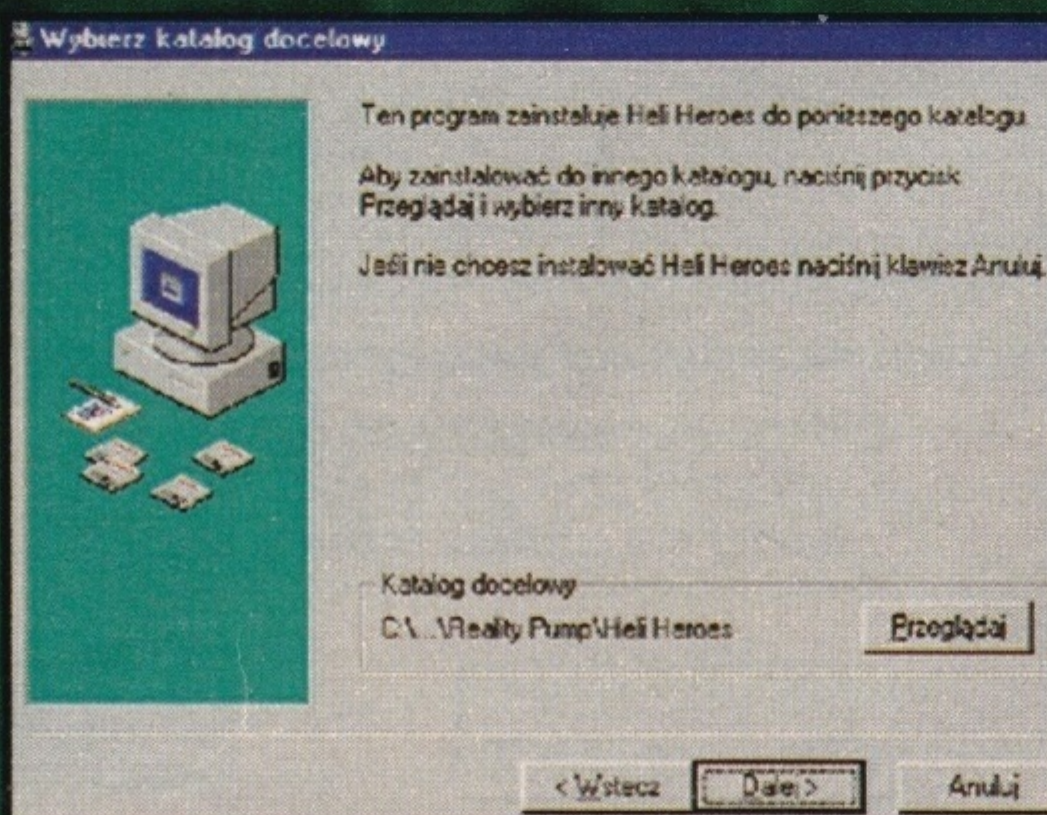 Wybierz katalog docelowy
Ten program zainstaluje Heli Heroes do poniższego katalogu.
Aby zainstalować do innego katalogu, naciśnij przycisk
Przeglądaj i wybierz inny katalog.
Jeśli nie chcesz instalować Heli Heroes naciśnij klawisz Anuluj.
Katalog docelowy
C:\...\Reality Pump\Heli Heroes
Przeglądaj
< Wstecz
Dalej >
Anuluj